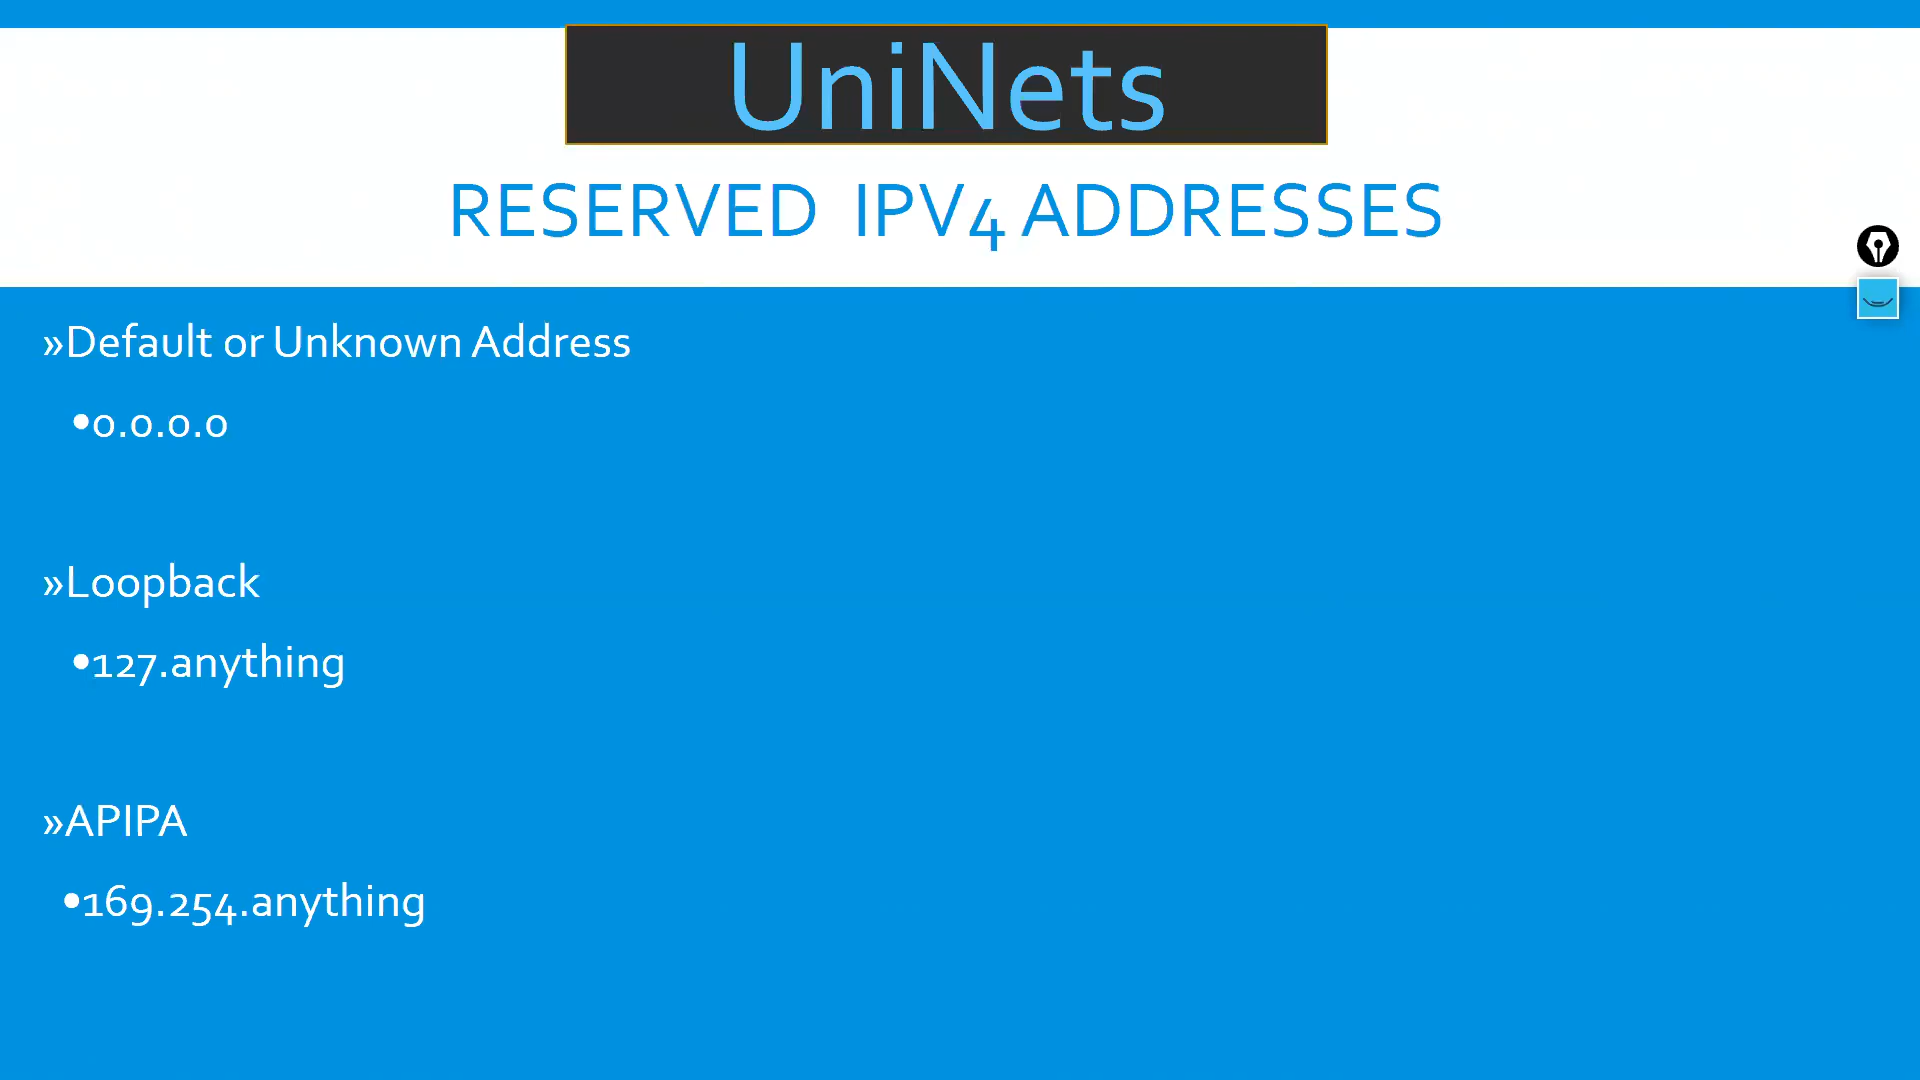 UniNets
RESERVED IPV4 ADDRESSES
»Default or Unknown Address
•0.0.0.0
»Loopback
•127.anything
»APIPA
•169.254.anything